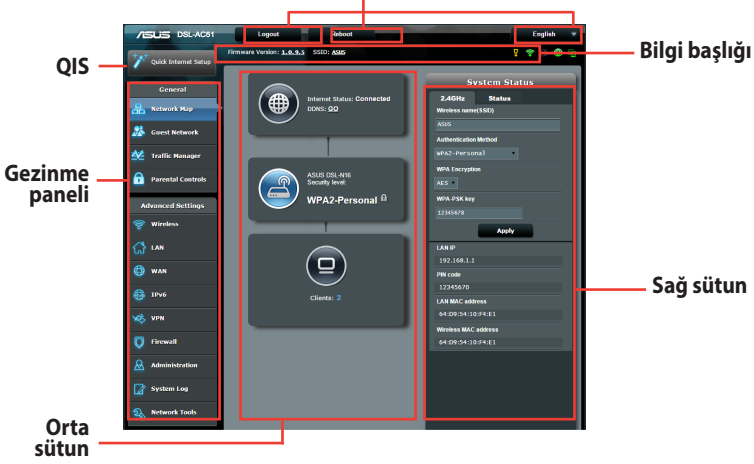 ASUS DSL-AC51
Logout
Reboot
English
Quick Internet Setup
Firmware Version: 1.0.9.5 SSID: ASUS
Bilgi başlığı
QIS
General
Network Map
Guest Network
Traffic Manager
Parental Controls
Gezinme
paneli
Advanced Settings
Wireless
LAN
WAN
IPv6
VPN
Firewall
Administration
System Log
Network Tools
Internet Status: Connected
DDNS: GO
ASUS DSL-N16
Security level:
WPA2-Personal
Clients: 2
System Status
2.4GHz Status
Wireless name(SSID)
ASUS
Authentication Method
WPA2-Personal
WPA Encryption
AES
WPA-PSK key
12345678
Apply
LAN IP
192.168.1.1
PIN code
12345670
LAN MAC address
64:D9:54:10:F4:E1
Wireless MAC address
64:D9:54:10:F4:E1
Sağ sütun
Orta
sütun